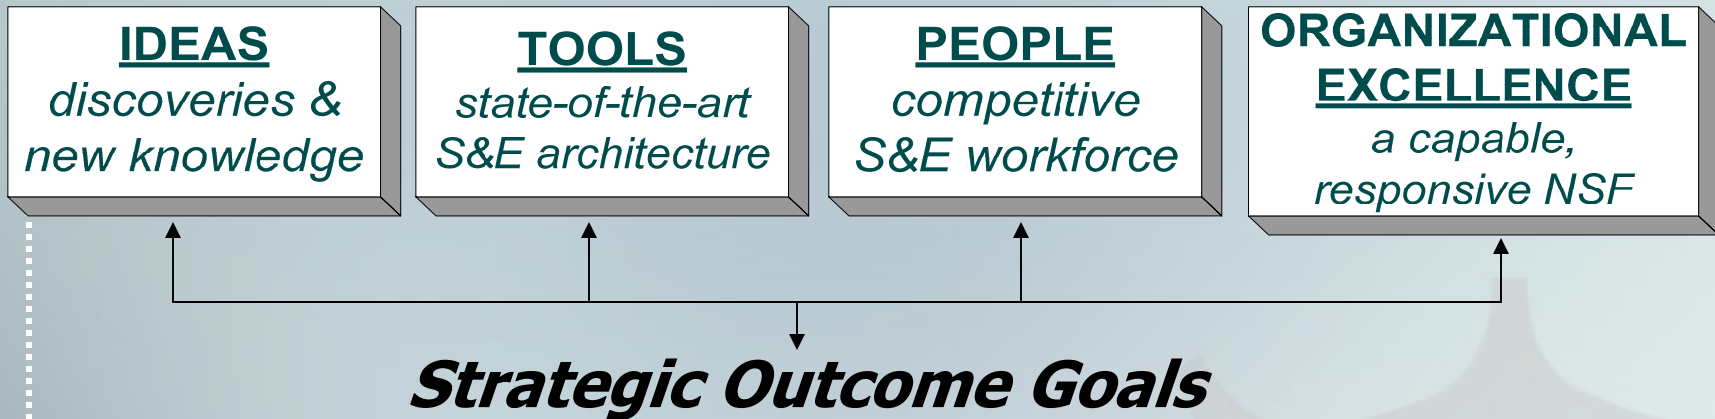 IDEAS
discoveries &
new knowledge
TOOLS
state-of-the-art
S&E architecture
PEOPLE
competitive
S&E workforce
ORGANIZATIONAL
EXCELLENCE
a capable,
responsive NSF
Strategic Outcome Goals